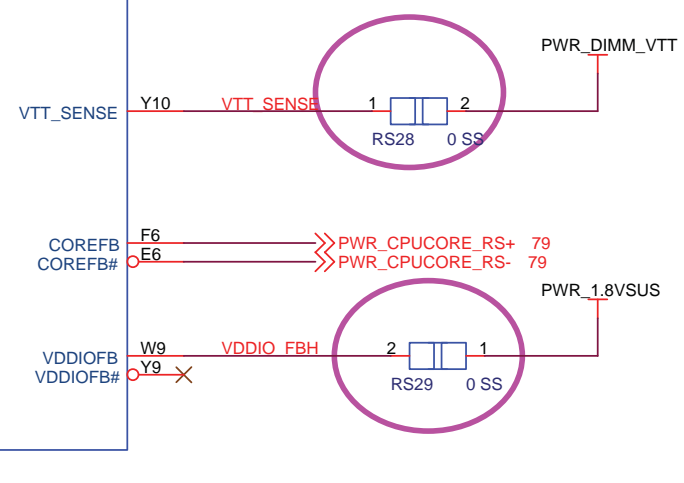 PWR_DIMM_VTT
VTT_SENSE Y10 VTT_SENSE 1 2
RS28 0 SS
COREFB F6 PWR_CPUCORE_RS+ 79
COREFB# E6 PWR_CPUCORE_RS- 79
PWR_1.8VSUS
VDDIOFB W9 VDDIO_FBH 2 1
VDDIOFB# Y9
RS29 0 SS